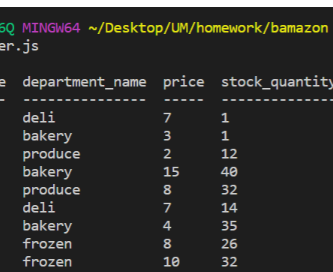 6Q MINGW64 ~/Desktop/UM/homework/bamazon
er.js
e department_name price stock_quantity
- --------------- ----- --------------
deli 7 1
bakery 3 1
produce 2 12
bakery 15 40
produce 8 32
deli 7 14
bakery 4 35
frozen 8 26
frozen 10 32